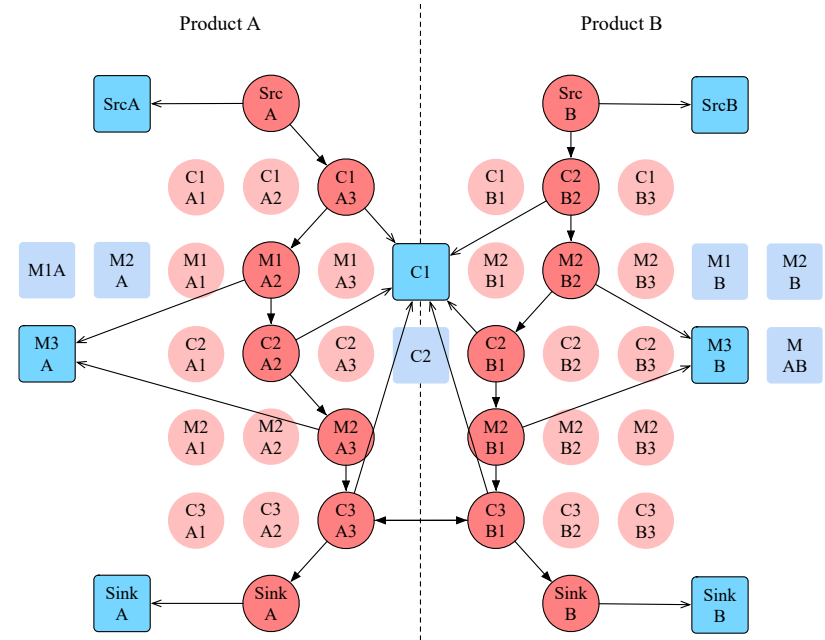 Product A
Product B
SrcA
Src
A
Src
B
SrcB
C1
A1
C1
A2
C1
A3
C1
B1
C2
B2
C1
B3
M1A
M2
A
M1
A1
M1
A2
M1
A3
C1
M2
B1
M2
B2
M2
B3
M1
B
M2
B
M3
A
C2
A1
C2
A2
C2
A3
C2
C2
B1
C2
B2
C2
B3
M3
B
M
AB
M2
A1
M2
A2
M2
A3
M2
B1
M2
B2
M2
B3
C3
A1
C3
A2
C3
A3
C3
B1
C3
B2
C3
B3
Sink
A
Sink
A
Sink
B
Sink
B